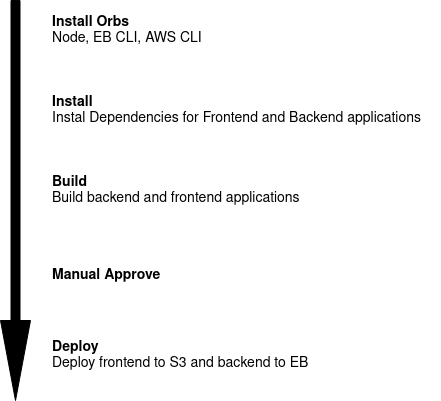 Install Orbs
Node, EB CLI, AWS CLI
Install
Instal Dependencies for Frontend and Backend applications
Build
Build backend and frontend applications
Manual Approve
Deploy
Deploy frontend to S3 and backend to EB